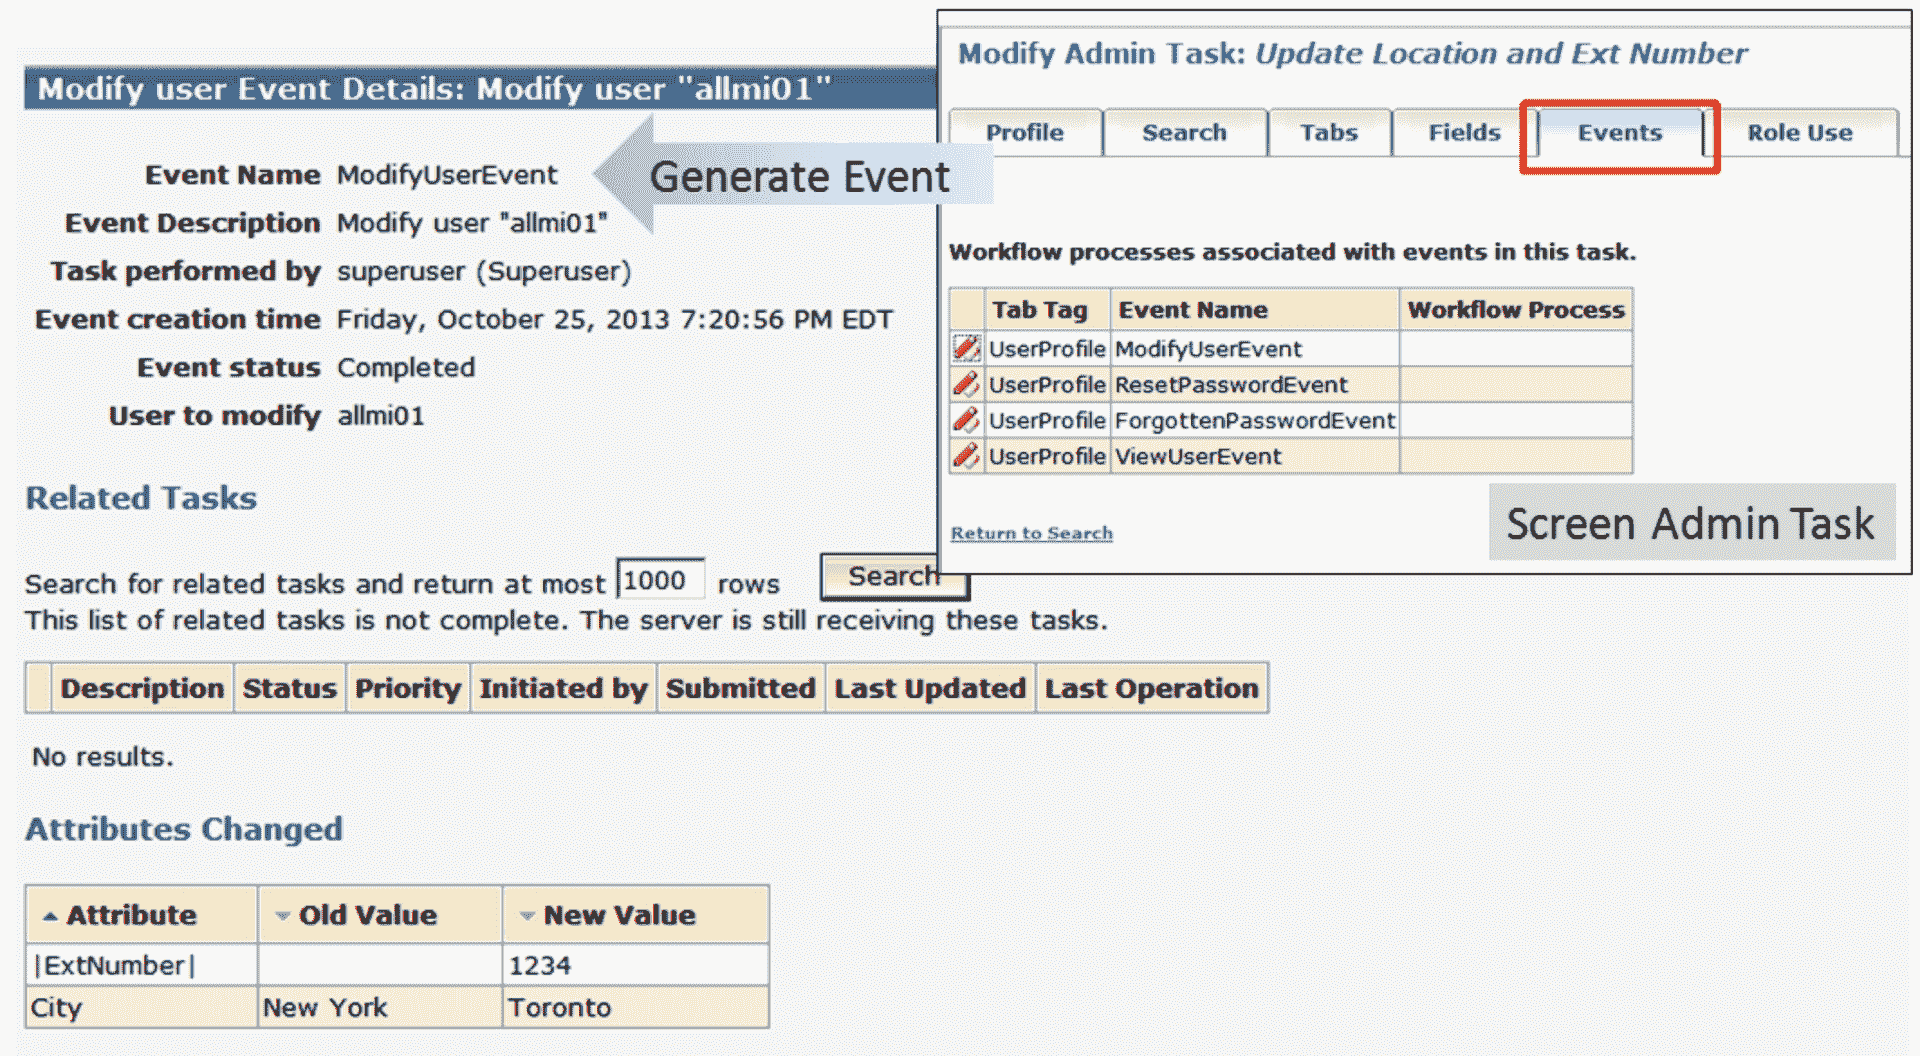 Modify user Event Details: Modify user "allmi01"
Event Name ModifyUserEvent
Event Description Modify user "allmi01"
Task performed by superuser (Superuser)
Event creation time Friday, October 25, 2013 7:20:56 PM EDT
Event status Completed
User to modify allmi01
Generate Event
Related Tasks
Search for related tasks and return at most 1000 rows Search
This list of related tasks is not complete. The server is still receiving these tasks.
Description Status Priority Initiated by Submitted Last Updated Last Operation
No results.
Attributes Changed
Attribute Old Value New Value
|ExtNumber| 1234
City New York Toronto
Modify Admin Task: Update Location and Ext Number
Profile Search Tabs Fields Events Role Use
Workflow processes associated with events in this task.
Tab Tag Event Name Workflow Process
UserProfile ModifyUserEvent
UserProfile ResetPasswordEvent
UserProfile ForgottenPasswordEvent
UserProfile ViewUserEvent
Return to Search
Screen Admin Task